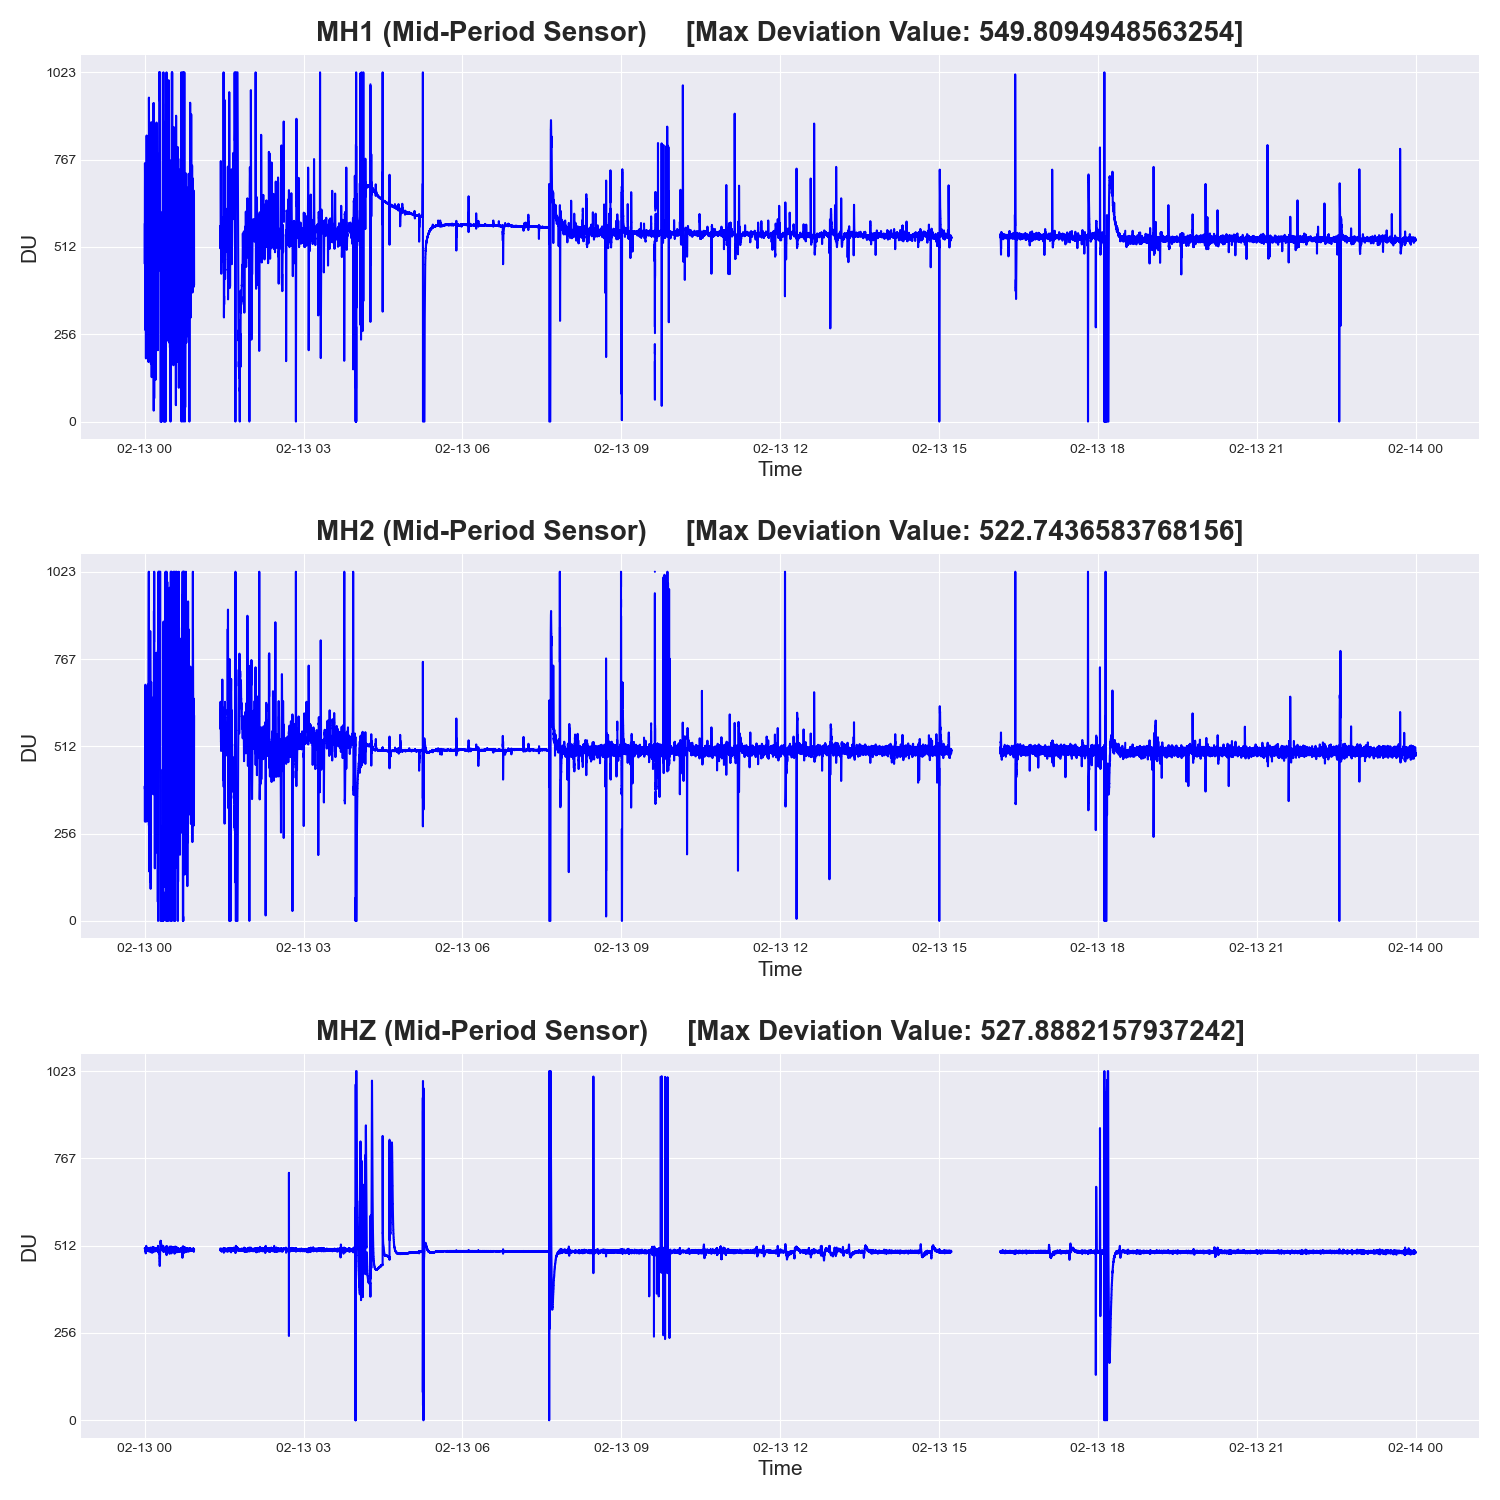 MH1 (Mid-Period Sensor) [Max Deviation Value: 549.8094948563254]
1023
767
512
256
0
DU
02-13 00 02-13 03 02-13 06 02-13 09 02-13 12 02-13 15 02-13 18 02-13 21 02-14 00
Time
MH2 (Mid-Period Sensor) [Max Deviation Value: 522.7436583768156]
1023
767
512
256
0
DU
02-13 00 02-13 03 02-13 06 02-13 09 02-13 12 02-13 15 02-13 18 02-13 21 02-14 00
Time
MHZ (Mid-Period Sensor) [Max Deviation Value: 527.8882157937242]
1023
767
512
256
0
DU
02-13 00 02-13 03 02-13 06 02-13 09 02-13 12 02-13 15 02-13 18 02-13 21 02-14 00
Time